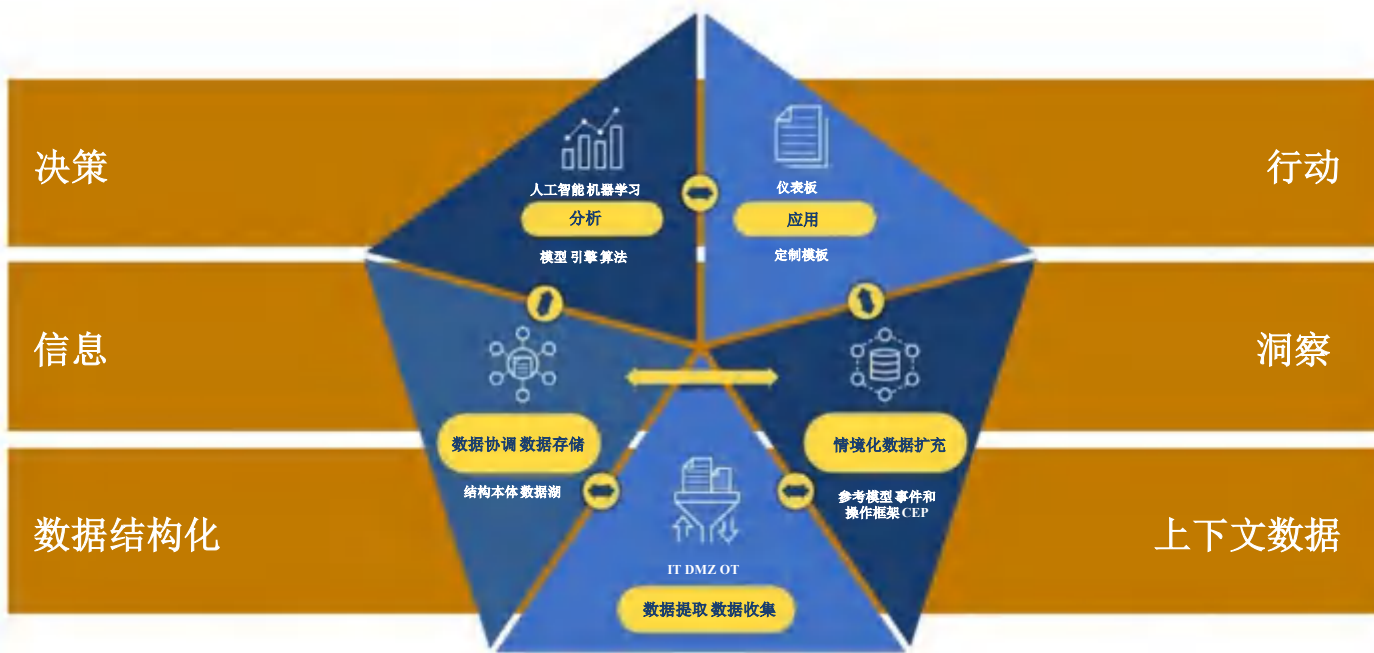 决策
行动
人工智能 机器学习
仪表板
分析
应用
模型 引擎 算法
定制模板
信息
洞察
数据协调 数据存储
情境化数据扩充
结构本体 数据湖
参考模型 事件和
操作框架 CEP
数据结构化
上下文数据
IT DMZ OT
数据提取 数据收集